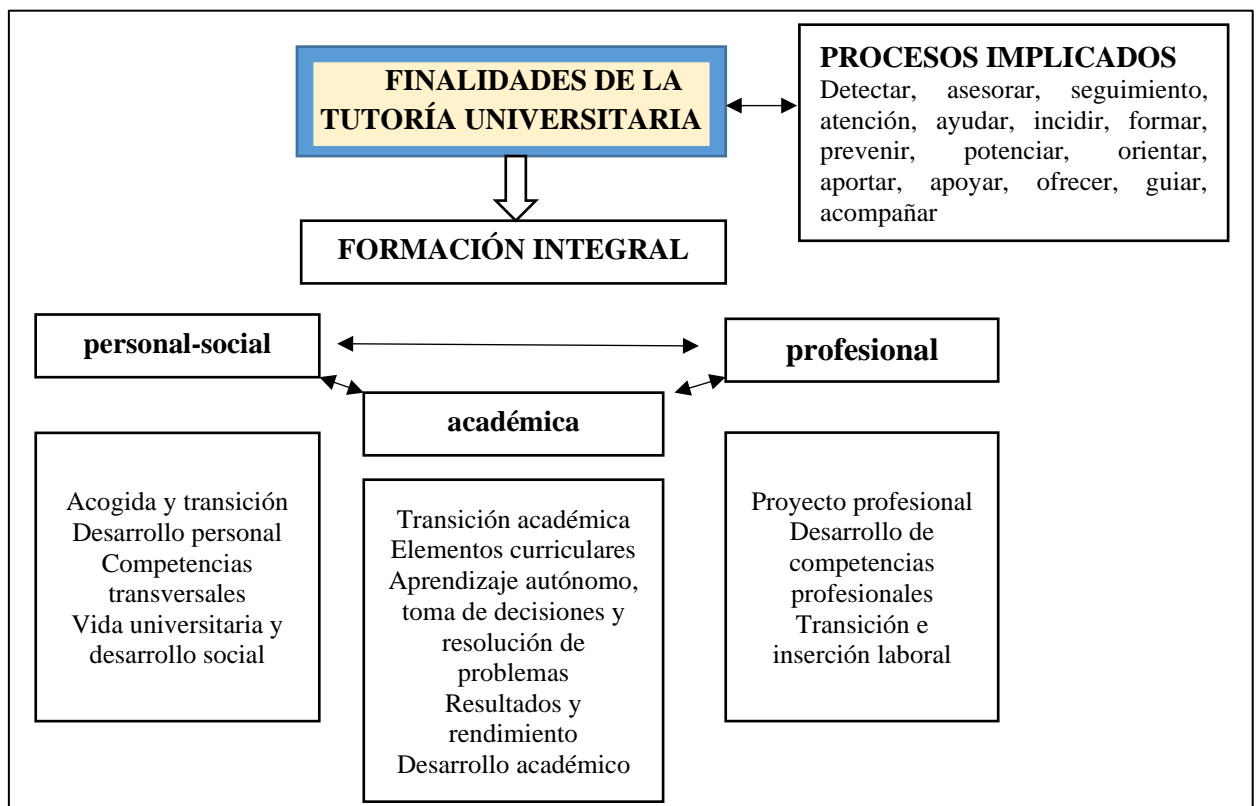 FINALIDADES DE LA
TUTORÍA UNIVERSITARIA
PROCESOS IMPLICADOS
Detectar, asesorar, seguimiento,
atención, ayudar, incidir, formar,
prevenir, potenciar, orientar,
aportar, apoyar, ofrecer, guiar,
acompañar
FORMACIÓN INTEGRAL
personal-social
profesional
académica
Acogida y transición
Desarrollo personal
Competencias
transversales
Vida universitaria y
desarrollo social
Transición académica
Elementos curriculares
Aprendizaje autónomo,
toma de decisiones y
resolución de
problemas
Resultados y
rendimiento
Desarrollo académico
Proyecto profesional
Desarrollo de
competencias
profesionales
Transición e
inserción laboral